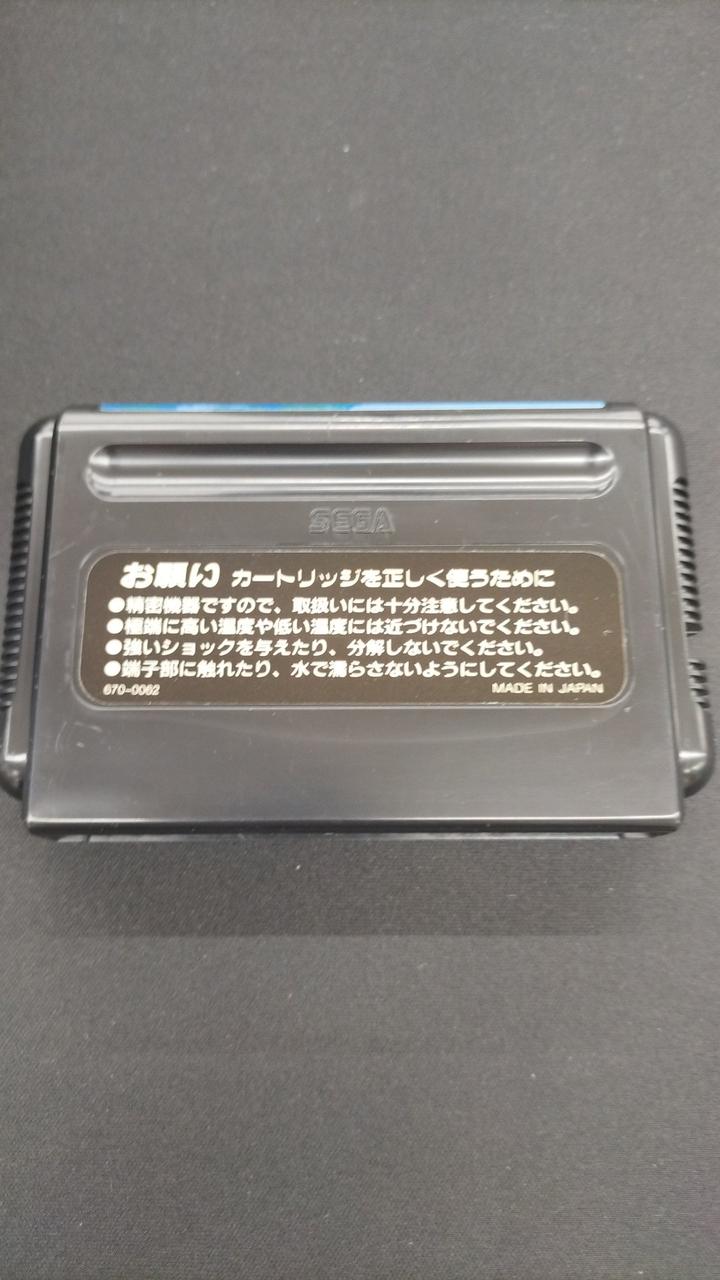 SEGA
お願い カートリッジを正しく使うために
●精密機器ですので、取扱いには十分注意してください。
●極端に高い温度や低い温度には近づけないでください。
●強いショックを与えたり、分解しないでください。
●端子部に触れたり、水で濡らさないようにしてください。
670-0062 MADE IN JAPAN